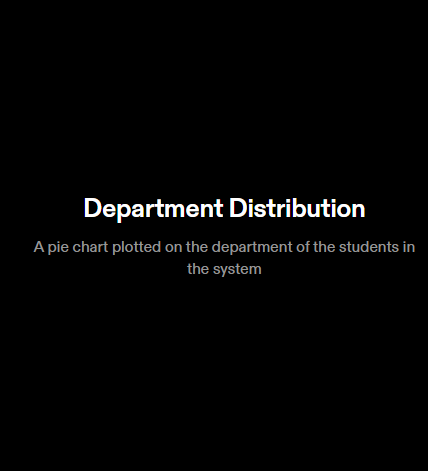 Department Distribution
A pie chart plotted on the department of the students in
the system